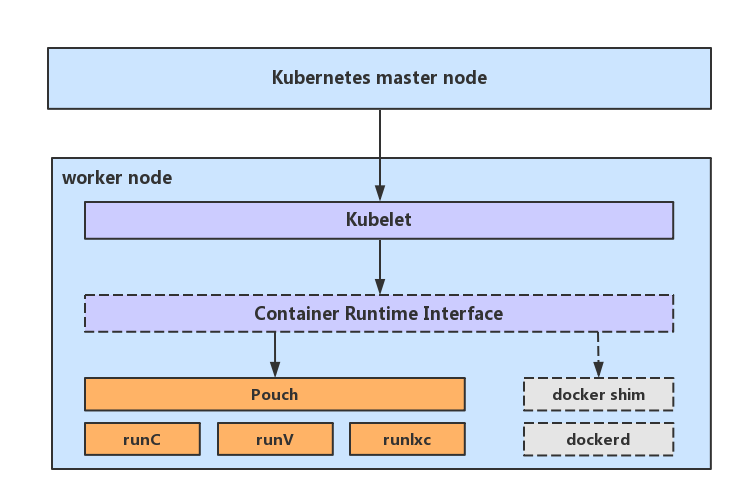 Kubernetes master node
worker node
Kubelet
Container Runtime Interface
Pouch
docker shim
runC
runV
runlxc
dockerd